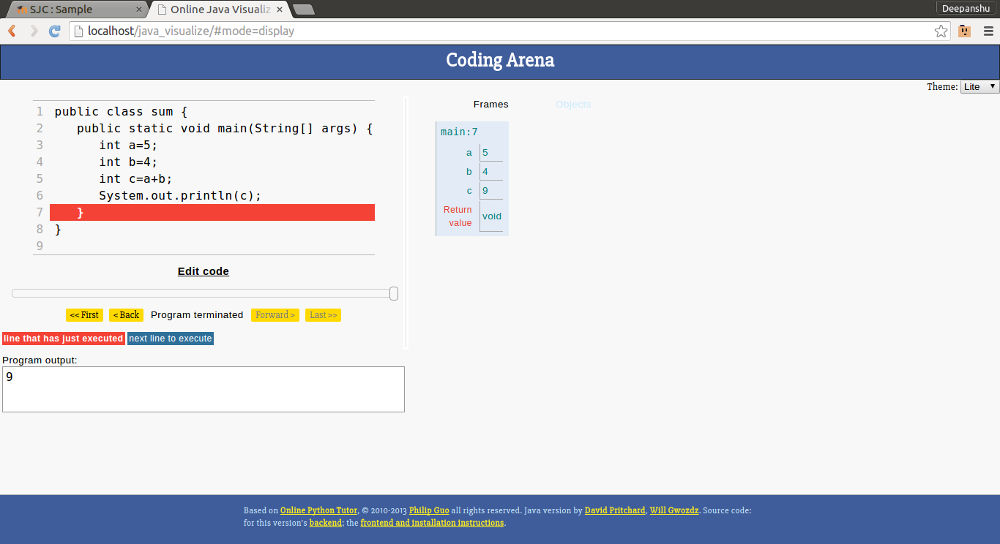 SJC: Sample
Online Java Visualiz
Deepanshu
localhost/java_visualize/#mode=display
Coding Arena
Theme: Lite
1 public class sum {
2    public static void main(String[] args) {
3       int a=5;
4       int b=4;
5       int c=a+b;
6       System.out.println(c);
7    }
8 }
9
Edit code
<< First < Back Program terminated Forward > Last >>
line that has just executed next line to execute
Program output:
9
Frames Objects
main:7
a 5
b 4
c 9
Return
value void
Based on Online Python Tutor, © 2010-2013 Philip Guo all rights reserved. Java version by David Pritchard, Will Gwozdz. Source code:
for this version's backend; the frontend and installation instructions.